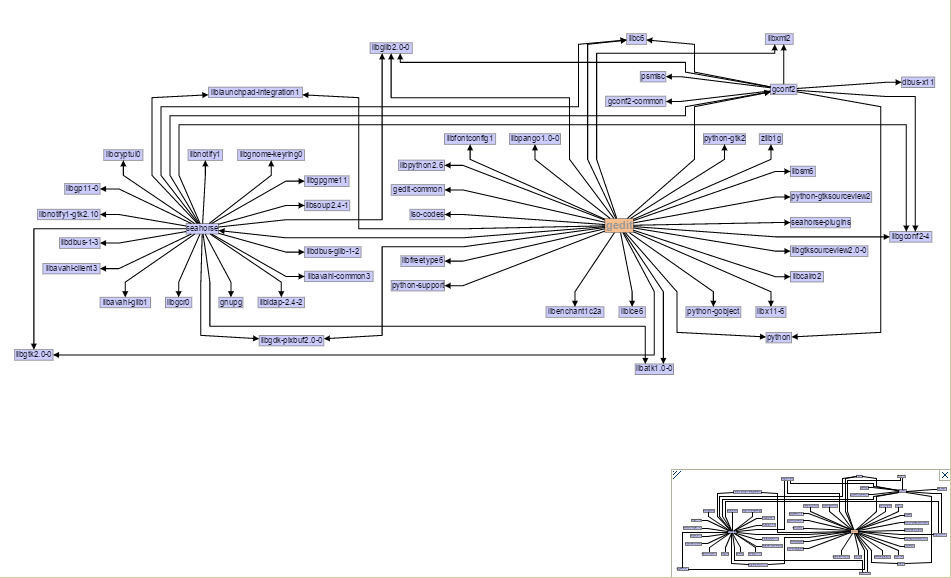 libc6
libxml2
libglib2.0-0
psmisc
dbus-x11
gconf2
liblaunchpad-integration1
gconf2-common
libfontconfig1
libpango1.0-0
python-gtk2
zlib1g
libcryptui0
libnotify1
libgnome-keyring0
libpython2.6
libsm6
libgpgme11
libgp11-0
gedit-common
python-gtksourceview2
libsoup2.4-1
libnotify1-gtk2.10
iso-codes
seahorse-plugins
seahorse
gedit
libgconf2-4
libdbus-1-3
libdbus-glib-1-2
libgtksourceview2.0-0
libfreetype6
libavahi-client3
libavahi-common3
libcairo2
python-support
libavahi-glib1
libgcr0
gnupg
libldap-2.4-2
libenchant1c2a
libice6
python-gobject
libx11-6
libgdk-pixbuf2.0-0
python
libgtk2.0-0
libatk1.0-0